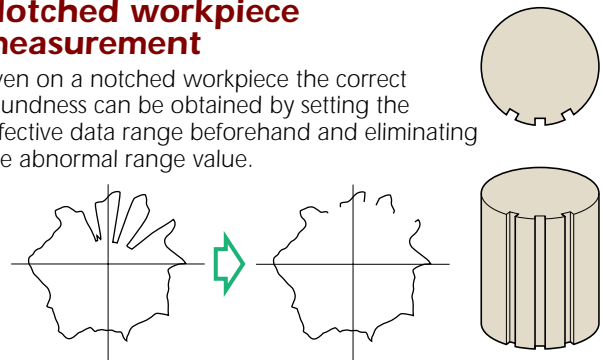 otched workpiece
neasurement
ven on a notched workpiece the correct
undness can be obtained by setting the
fective data range beforehand and eliminating
e abnormal range value.